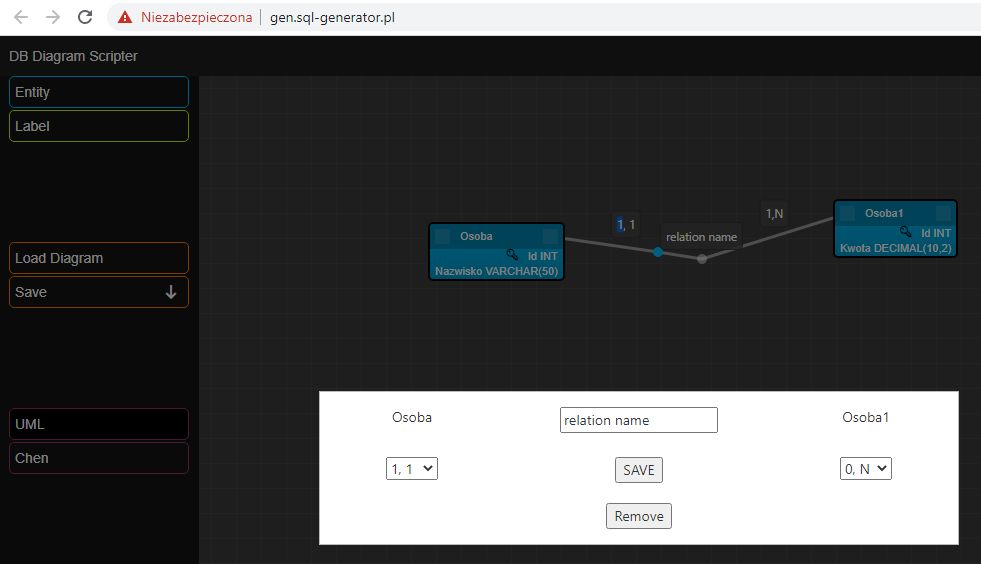 Niezabezpieczona | gen.sql-generator.pl
DB Diagram Scripter
Entity
Label
Load Diagram
Save
UML
Chen
Osoba
Id INT
Nazwisko VARCHAR(50)
1, 1
relation name
1,N
Osoba1
Id INT
Kwota DECIMAL(10,2)
Osoba
relation name
Osoba1
1, 1
SAVE
0, N
Remove